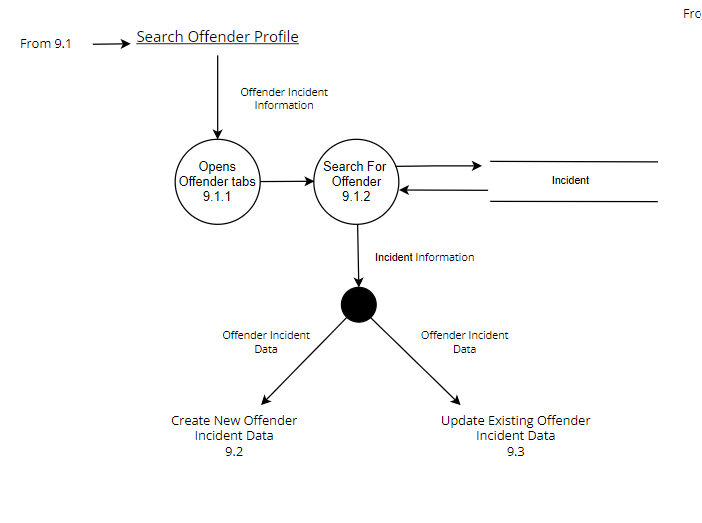 Fro
From 9.1
Search Offender Profile
Offender Incident
Information
Opens
Offender tabs
9.1.1
Search For
Offender
9.1.2
Incident
Incident Information
Offender Incident
Data
Offender Incident
Data
Create New Offender
Incident Data
9.2
Update Existing Offender
Incident Data
9.3